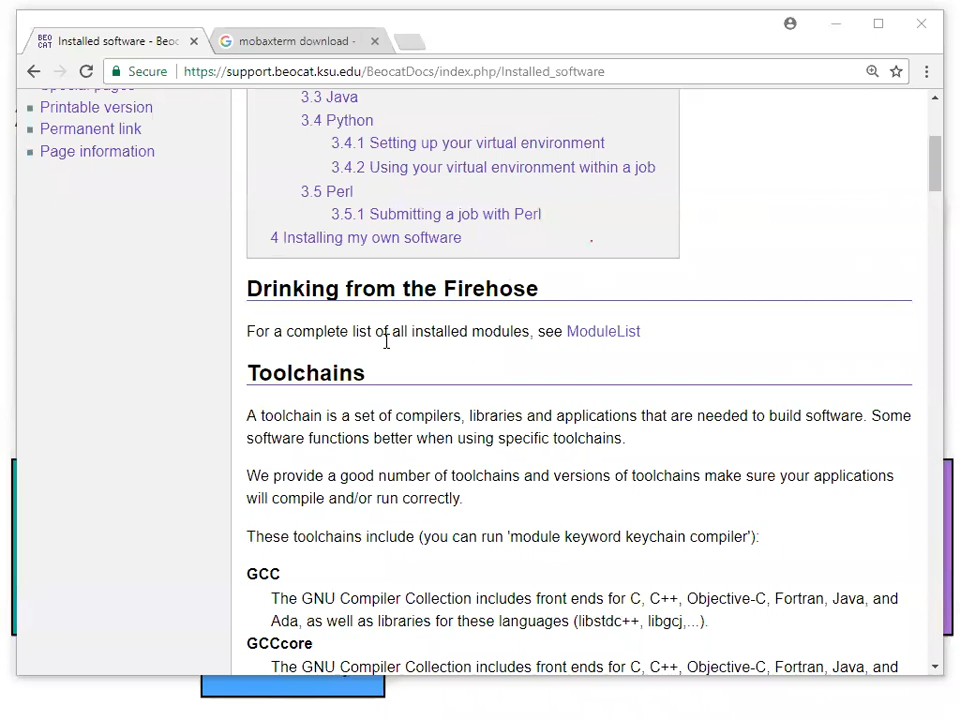 BEO CAT Installed software - Beoc
mobaxterm download -
Secure https://support.beocat.ksu.edu/BeocatDocs/index.php/Installed_software
Special pages
Printable version
Permanent link
Page information
3.3 Java
3.4 Python
3.4.1 Setting up your virtual environment
3.4.2 Using your virtual environment within a job
3.5 Perl
3.5.1 Submitting a job with Perl
4 Installing my own software
Drinking from the Firehose
For a complete list of all installed modules, see ModuleList
Toolchains
A toolchain is a set of compilers, libraries and applications that are needed to build software. Some
software functions better when using specific toolchains.
We provide a good number of toolchains and versions of toolchains make sure your applications
will compile and/or run correctly.
These toolchains include (you can run 'module keyword keychain compiler'):
GCC
The GNU Compiler Collection includes front ends for C, C++, Objective-C, Fortran, Java, and
Ada, as well as libraries for these languages (libstdc++, libgcj,...).
GCCcore
The GNU Compiler Collection includes front ends for C, C++, Objective-C, Fortran, Java, and